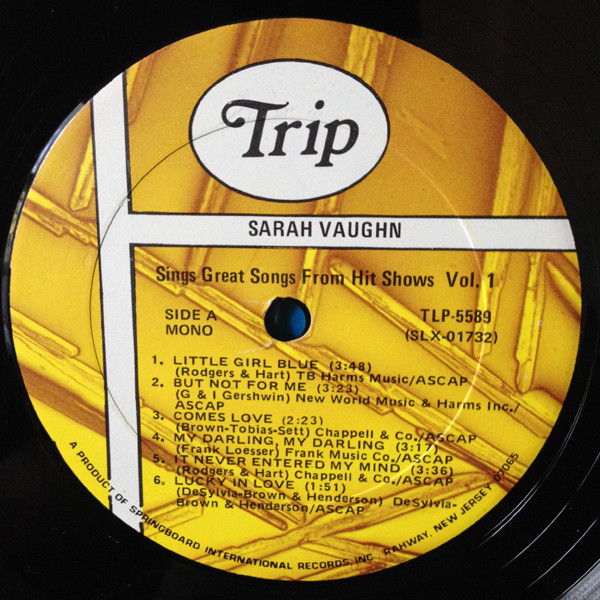 Trip
SARAH VAUGHN
Sings Great Songs From Hit Shows Vol. 1
SIDE A
MONO
TLP-5589
(SLX-01732)
1. LITTLE GIRL BLUE (3:48)
(Rodgers & Hart) TB Harms Music/ASCAP
2. BUT NOT FOR ME (3:23)
(G & I Gershwin) New World Music & Harms Inc./
ASCAP
3. COMES LOVE (2:23)
(Brown-Tobias-Sett) Chappell & Co./ASCAP
4. MY DARLING, MY DARLING (3:17)
(Frank Loesser) Frank Music Co./ASCAP
5. IT NEVER ENTERED MY MIND (3:36)
(Rodgers & Hart) Chappell & Co./ASCAP
6. LUCKY IN LOVE (1:51)
(DeSylvia-Brown & Henderson) DeSylvia-
Brown & Henderson/ASCAP
A PRODUCT OF SPRINGBOARD INTERNATIONAL RECORDS, INC., RAHWAY, NEW JERSEY 07065